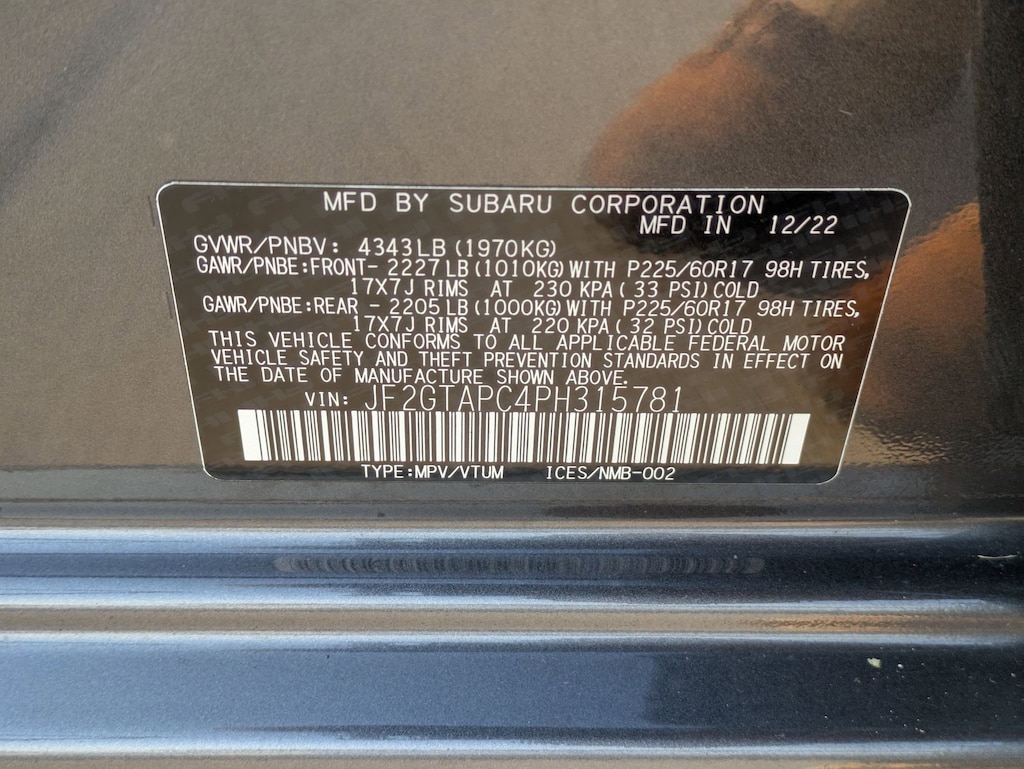 MFD BY SUBARU CORPORATION
MFD IN 12/22
GVWR/PNBV: 4343LB (1970KG)
GAWR/PNBE:FRONT- 2227LB (1010KG) WITH P225/60R17 98H TIRES,
17X7J RIMS AT 230 KPA ( 33 PSI) COLD
GAWR/PNBE:REAR - 2205LB (1000KG) WITH P225/60R17 98H TIRES,
17X7J RIMS AT 220 KPA ( 32 PSI) COLD
THIS VEHICLE CONFORMS TO ALL APPLICABLE FEDERAL MOTOR
VEHICLE SAFETY AND THEFT PREVENTION STANDARDS IN EFFECT ON
THE DATE OF MANUFACTURE SHOWN ABOVE.
VIN: JF2GTAPC4PH315781
TYPE:MPV/VTUM ICES/NMB-002